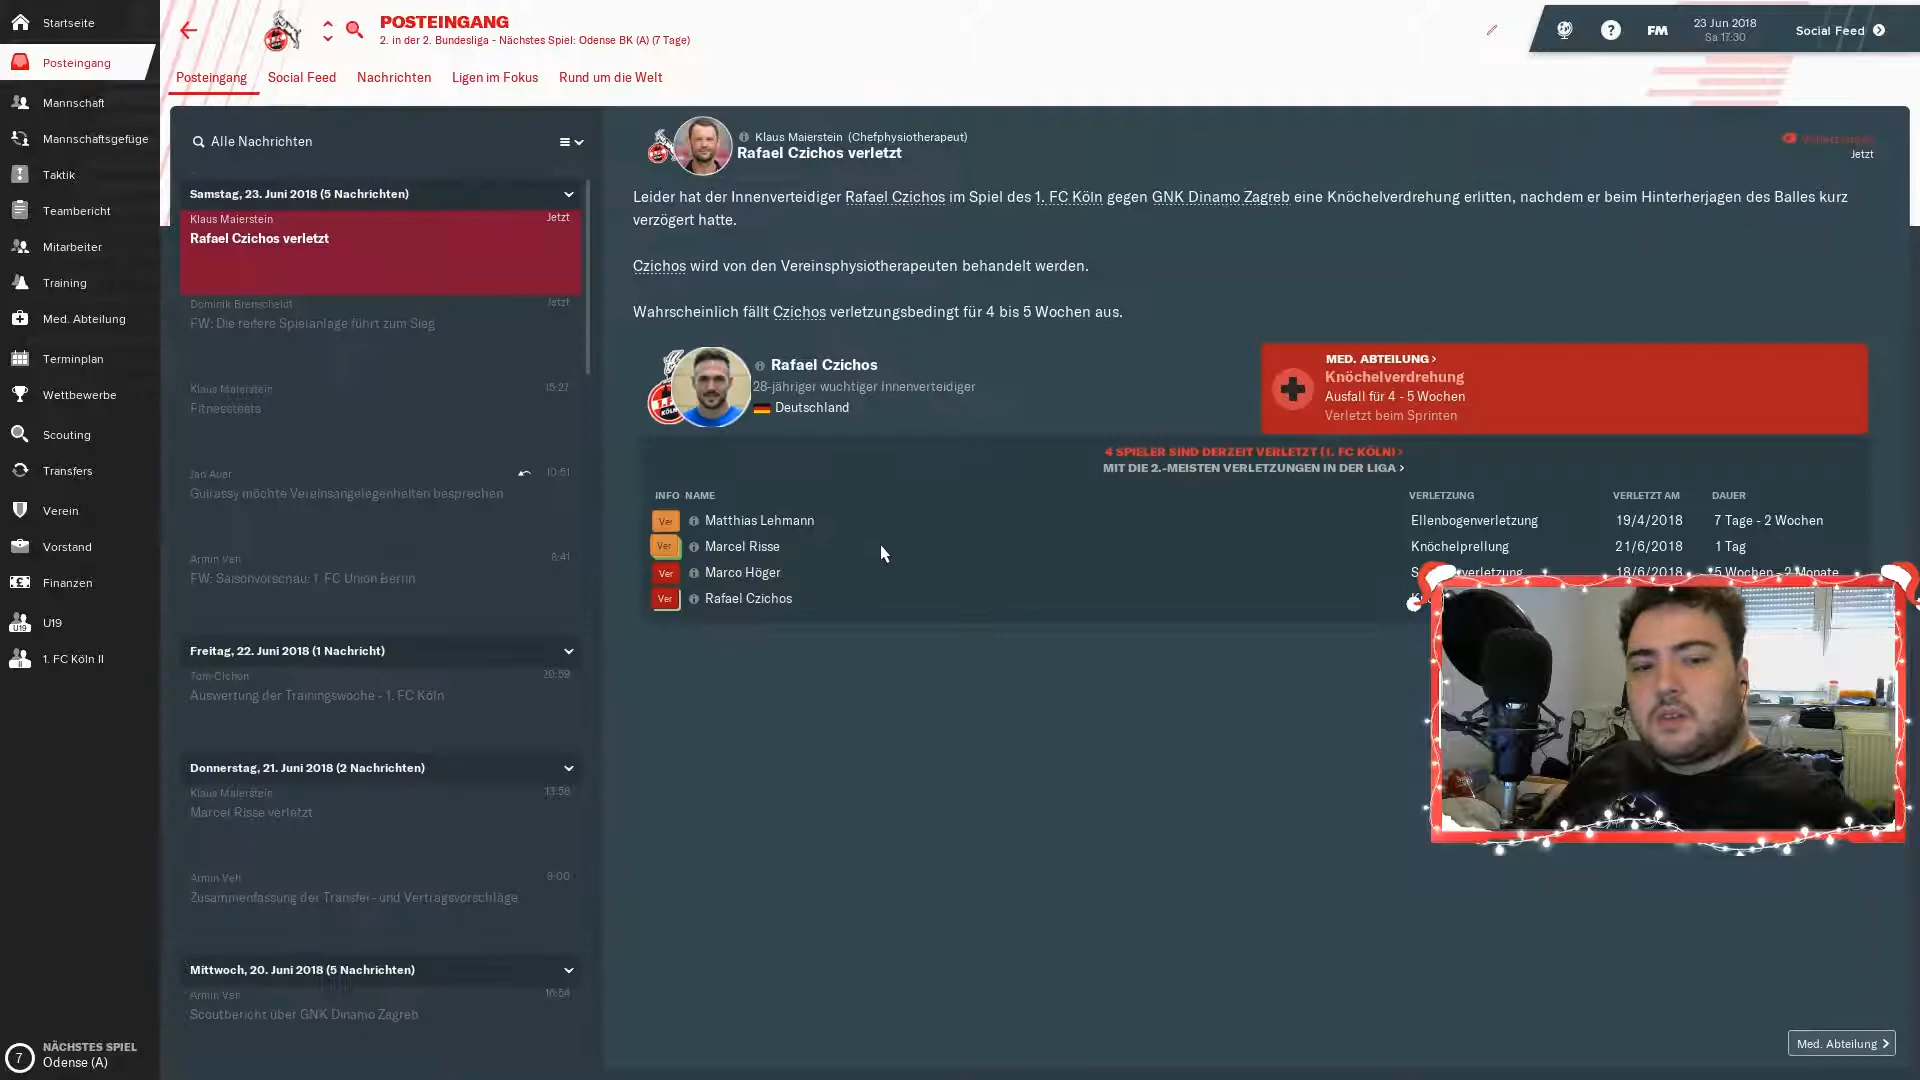 Startseite
Posteingang
Mannschaft
Mannschaftsgefüge
Taktik
Teambericht
Mitarbeiter
Training
Med. Abteilung
Terminplan
Wettbewerbe
Scouting
Transfers
Verein
Vorstand
Finanzen
U19
U19
1. FC Köln II
7
NÄCHSTES SPIEL
Odense (A)
POSTEINGANG
2. in der 2. Bundesliga - Nächstes Spiel: Odense BK (A) (7 Tage)
FM
23 Jun 2018
Sa 17:30
Social Feed
Posteingang
Social Feed
Nachrichten
Ligen im Fokus
Rund um die Welt
Alle Nachrichten
Samstag, 23. Juni 2018 (5 Nachrichten)
Klaus Maierstein
Jetzt
Rafael Czichos verletzt
Dominik Brenscheidt
Jetzt
FW: Die reifere Spielanlage führt zum Sieg
Klaus Maierstein
15:27
Fitnesstests
Jan Auer
10:51
Guirassy möchte Vereinsangelegenheiten besprechen
Armin Veh
8:41
FW: Saisonvorschau: 1. FC Union Berlin
Freitag, 22. Juni 2018 (1 Nachricht)
Tom Cichon
20:59
Auswertung der Trainingswoche - 1. FC Köln
Donnerstag, 21. Juni 2018 (2 Nachrichten)
Klaus Maierstein
13:58
Marcel Risse verletzt
Armin Veh
9:00
Zusammenfassung der Transfer- und Vertragsvorschläge
Mittwoch, 20. Juni 2018 (5 Nachrichten)
Armin Veh
Scoutbericht über GNK Dinamo Zagreb
Klaus Maierstein (Chefphysiotherapeut)
Rafael Czichos verletzt
Jetzt
Leider hat der Innenverteidiger Rafael Czichos im Spiel des 1. FC Köln gegen GNK Dinamo Zagreb eine Knöchelverdrehung erlitten, nachdem er beim Hinterherjagen des Balles kurz
verzögert hatte.
Czichos wird von den Vereinsphysiotherapeuten behandelt werden.
Wahrscheinlich fällt Czichos verletzungsbedingt für 4 bis 5 Wochen aus.
Rafael Czichos
28-jähriger wuchtiger Innenverteidiger
Deutschland
MED. ABTEILUNG >
Knöchelverdrehung
Ausfall für 4 - 5 Wochen
Verletzt beim Sprinten
4 SPIELER SIND DERZEIT VERLETZT (1. FC KÖLN) >
MIT DIE 2.-MEISTEN VERLETZUNGEN IN DER LIGA >
INFO NAME VERLETZUNG VERLETZT AM DAUER
Ver Matthias Lehmann Ellenbogenverletzung 19/4/2018 7 Tage - 2 Wochen
Ver Marcel Risse Knöchelprellung 21/6/2018 1 Tag
Ver Marco Höger 18/6/2018 5 Wochen - 2 Monate
Ver Rafael Czichos
Med. Abteilung >